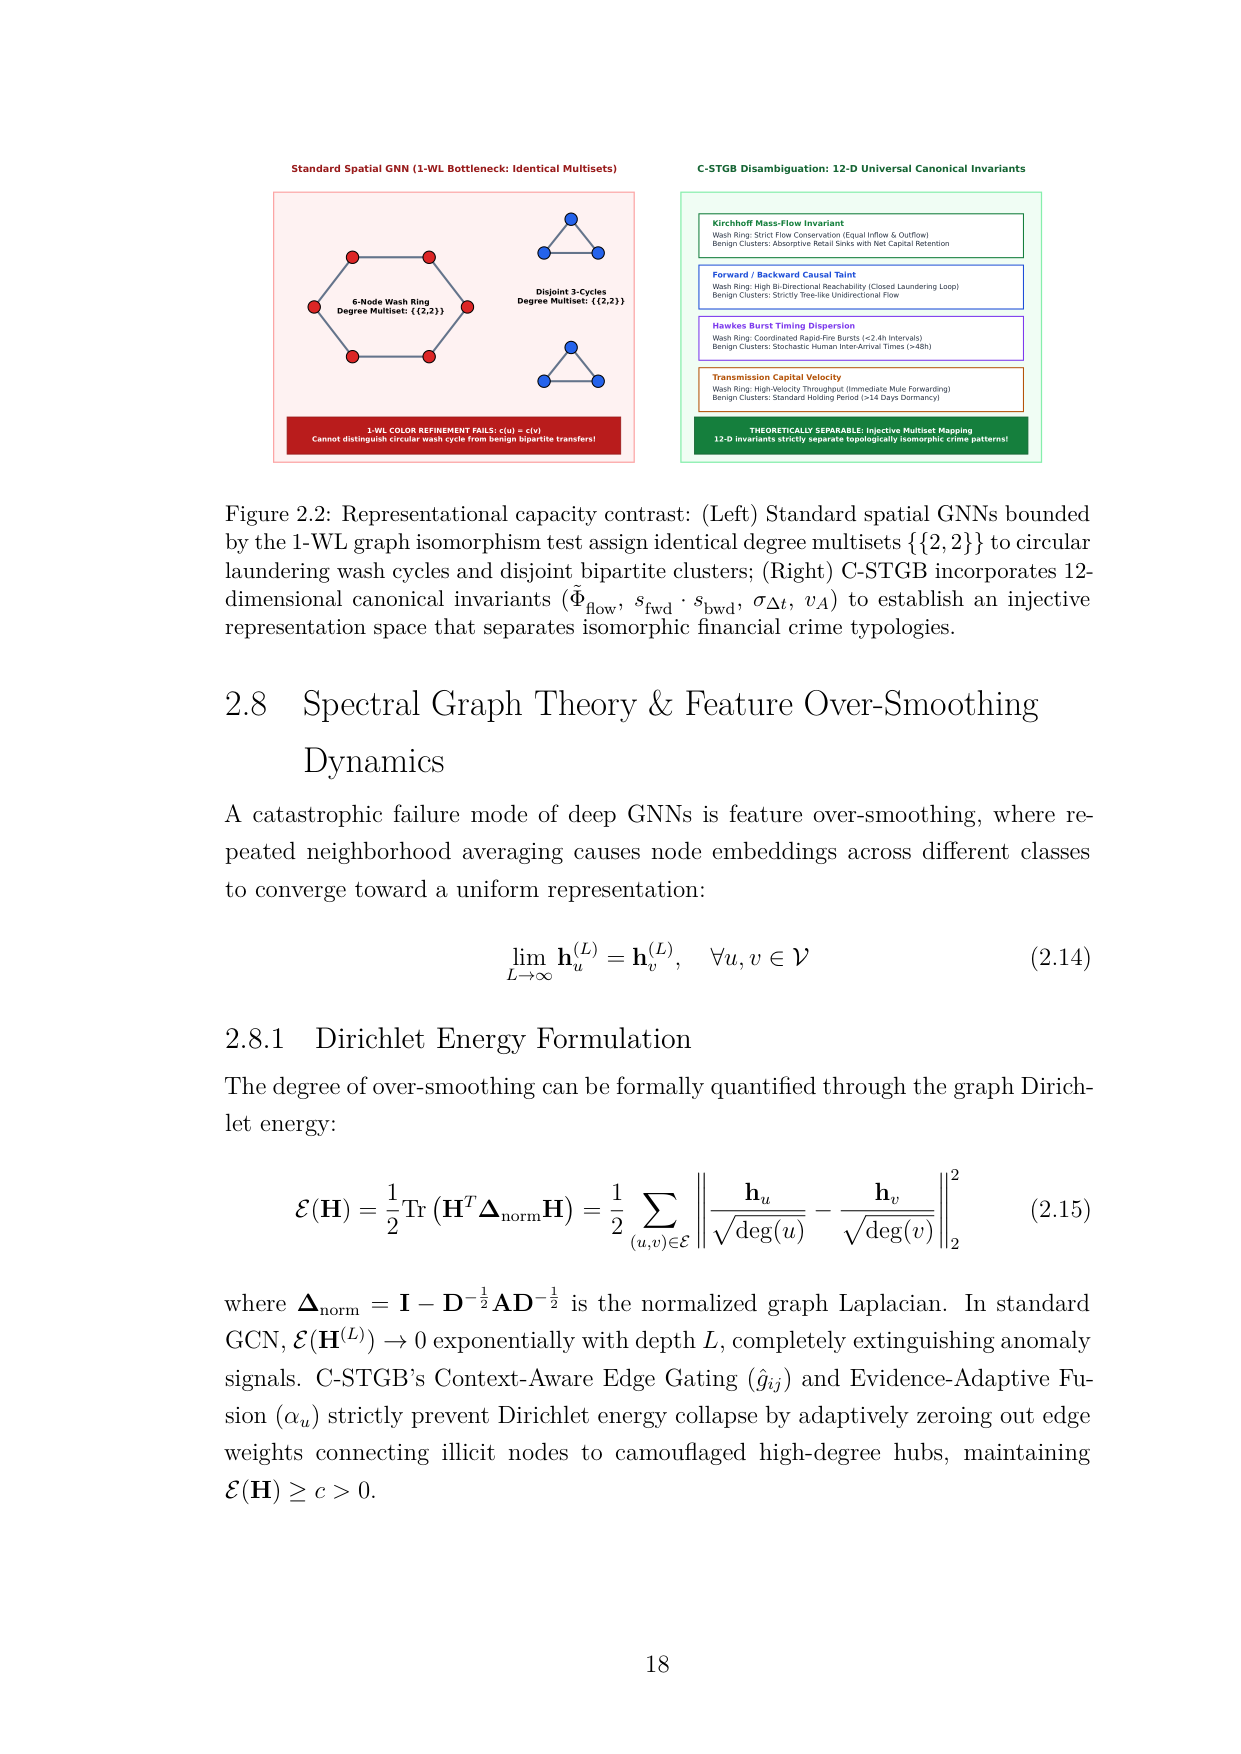 Standard Spatial GNN (1-WL Bottleneck: Identical Multisets)
6-Node Wash Ring
Degree Multiset: {{2,2}}
Disjoint 3-Cycles
Degree Multiset: {{2,2}}
1-WL COLOR REFINEMENT FAILS: c(u) = c(v)
Cannot distinguish circular wash cycle from benign bipartite transfers!
C-STGB Disambiguation: 12-D Universal Canonical Invariants
Kirchhoff Mass-Flow Invariant
Wash Ring: Strict Flow Conservation (Equal Inflow & Outflow)
Benign Clusters: Absorptive Retail Sinks with Net Capital Retention
Forward / Backward Causal Taint
Wash Ring: High Bi-Directional Reachability (Closed Laundering Loop)
Benign Clusters: Strictly Tree-like Unidirectional Flow
Hawkes Burst Timing Dispersion
Wash Ring: Coordinated Rapid-Fire Bursts (<2.4h Intervals)
Benign Clusters: Stochastic Human Inter-Arrival Times (>48h)
Transmission Capital Velocity
Wash Ring: High-Velocity Throughput (Immediate Mule Forwarding)
Benign Clusters: Standard Holding Period (>14 Days Dormancy)
THEORETICALLY SEPARABLE: Injective Multiset Mapping
12-D invariants strictly separate topologically isomorphic crime patterns!
Figure 2.2: Representational capacity contrast: (Left) Standard spatial GNNs bounded
by the 1-WL graph isomorphism test assign identical degree multisets {{2, 2}} to circular
laundering wash cycles and disjoint bipartite clusters; (Right) C-STGB incorporates 12-
dimensional canonical invariants (Φ̃_flow, s_fwd · s_bwd, σ_Δt, v_A) to establish an injective
representation space that separates isomorphic financial crime typologies.
2.8 Spectral Graph Theory & Feature Over-Smoothing
Dynamics
A catastrophic failure mode of deep GNNs is feature over-smoothing, where re-
peated neighborhood averaging causes node embeddings across different classes
to converge toward a uniform representation:
lim_{L→∞} h_u^{(L)} = h_v^{(L)}, ∀u, v ∈ 𝒱 (2.14)
2.8.1 Dirichlet Energy Formulation
The degree of over-smoothing can be formally quantified through the graph Dirich-
let energy:
ℰ(H) = 1/2 Tr (H^T Δ_norm H) = 1/2 ∑_{(u,v)∈ℰ} ‖ h_u/√deg(u) − h_v/√deg(v) ‖_2^2 (2.15)
where Δ_norm = I − D^{−1/2} A D^{−1/2} is the normalized graph Laplacian. In standard
GCN, ℰ(H^{(L)}) → 0 exponentially with depth L, completely extinguishing anomaly
signals. C-STGB's Context-Aware Edge Gating (ĝ_ij) and Evidence-Adaptive Fu-
sion (α_u) strictly prevent Dirichlet energy collapse by adaptively zeroing out edge
weights connecting illicit nodes to camouflaged high-degree hubs, maintaining
ℰ(H) ≥ c > 0.
18